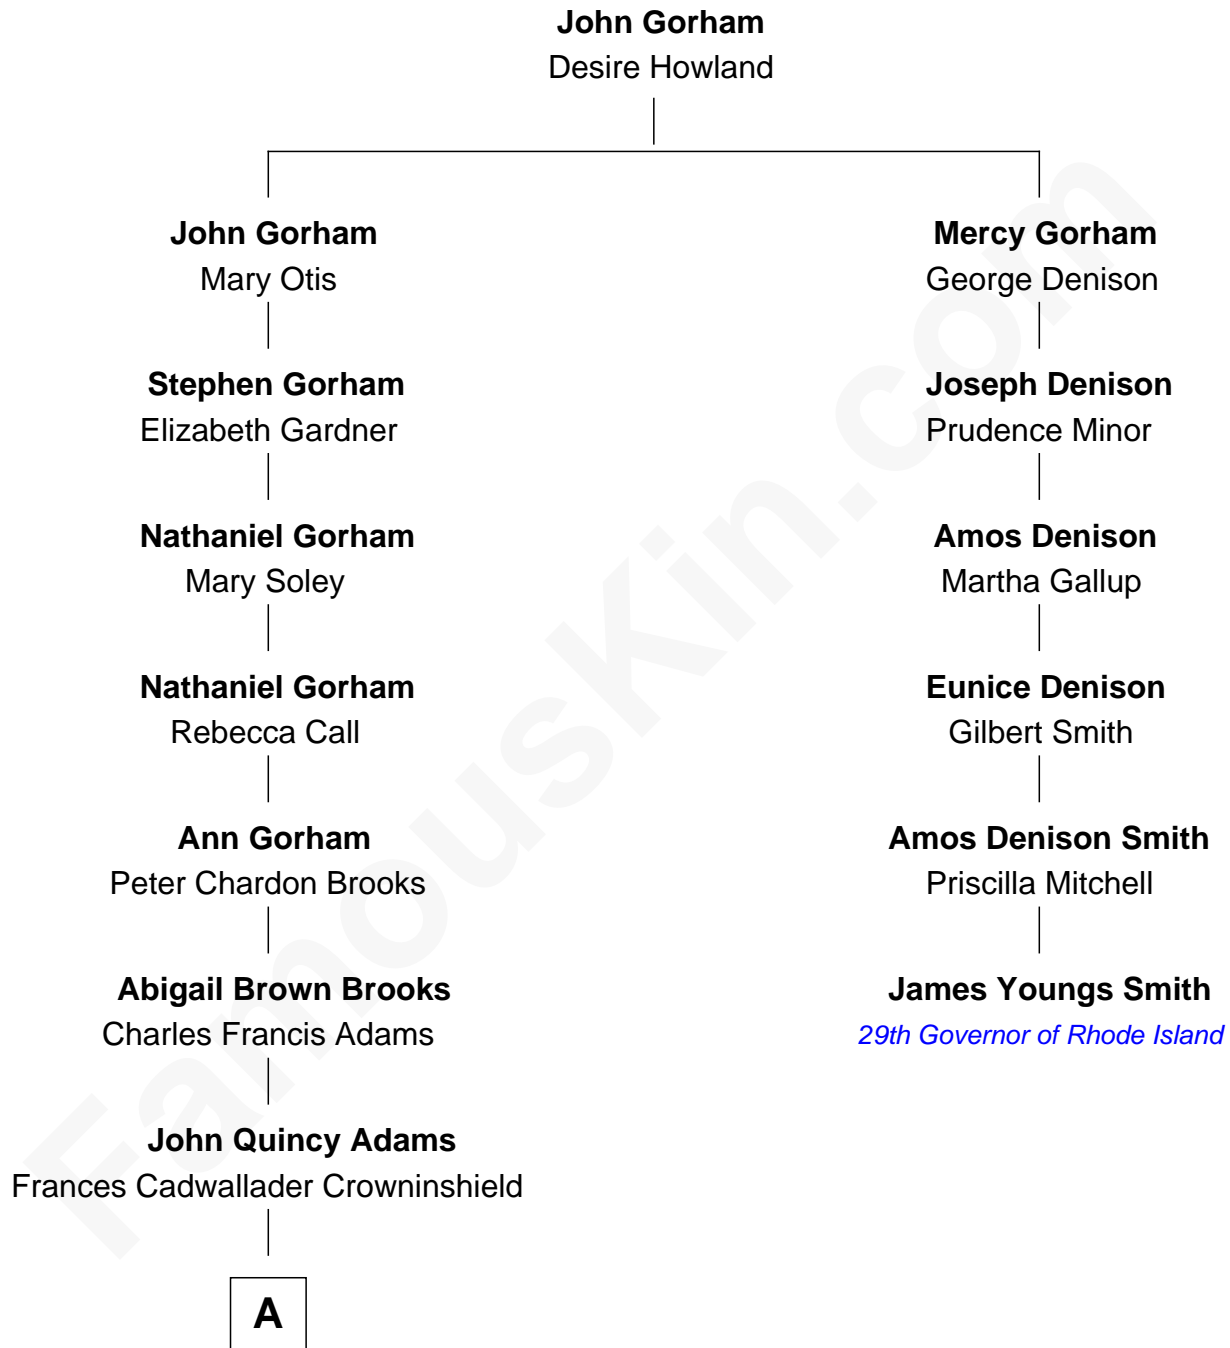 John Gorham
Desire Howland
John Gorham
Mary Otis
Stephen Gorham
Elizabeth Gardner
Nathaniel Gorham
Mary Soley
Nathaniel Gorham
Rebecca Call
Ann Gorham
Peter Chardon Brooks
Abigail Brown Brooks
Charles Francis Adams
John Quincy Adams
Frances Cadwallader Crowninshield
A
Mercy Gorham
George Denison
Joseph Denison
Prudence Minor
Amos Denison
Martha Gallup
Eunice Denison
Gilbert Smith
Amos Denison Smith
Priscilla Mitchell
James Youngs Smith
29th Governor of Rhode Island
FamousKin.com